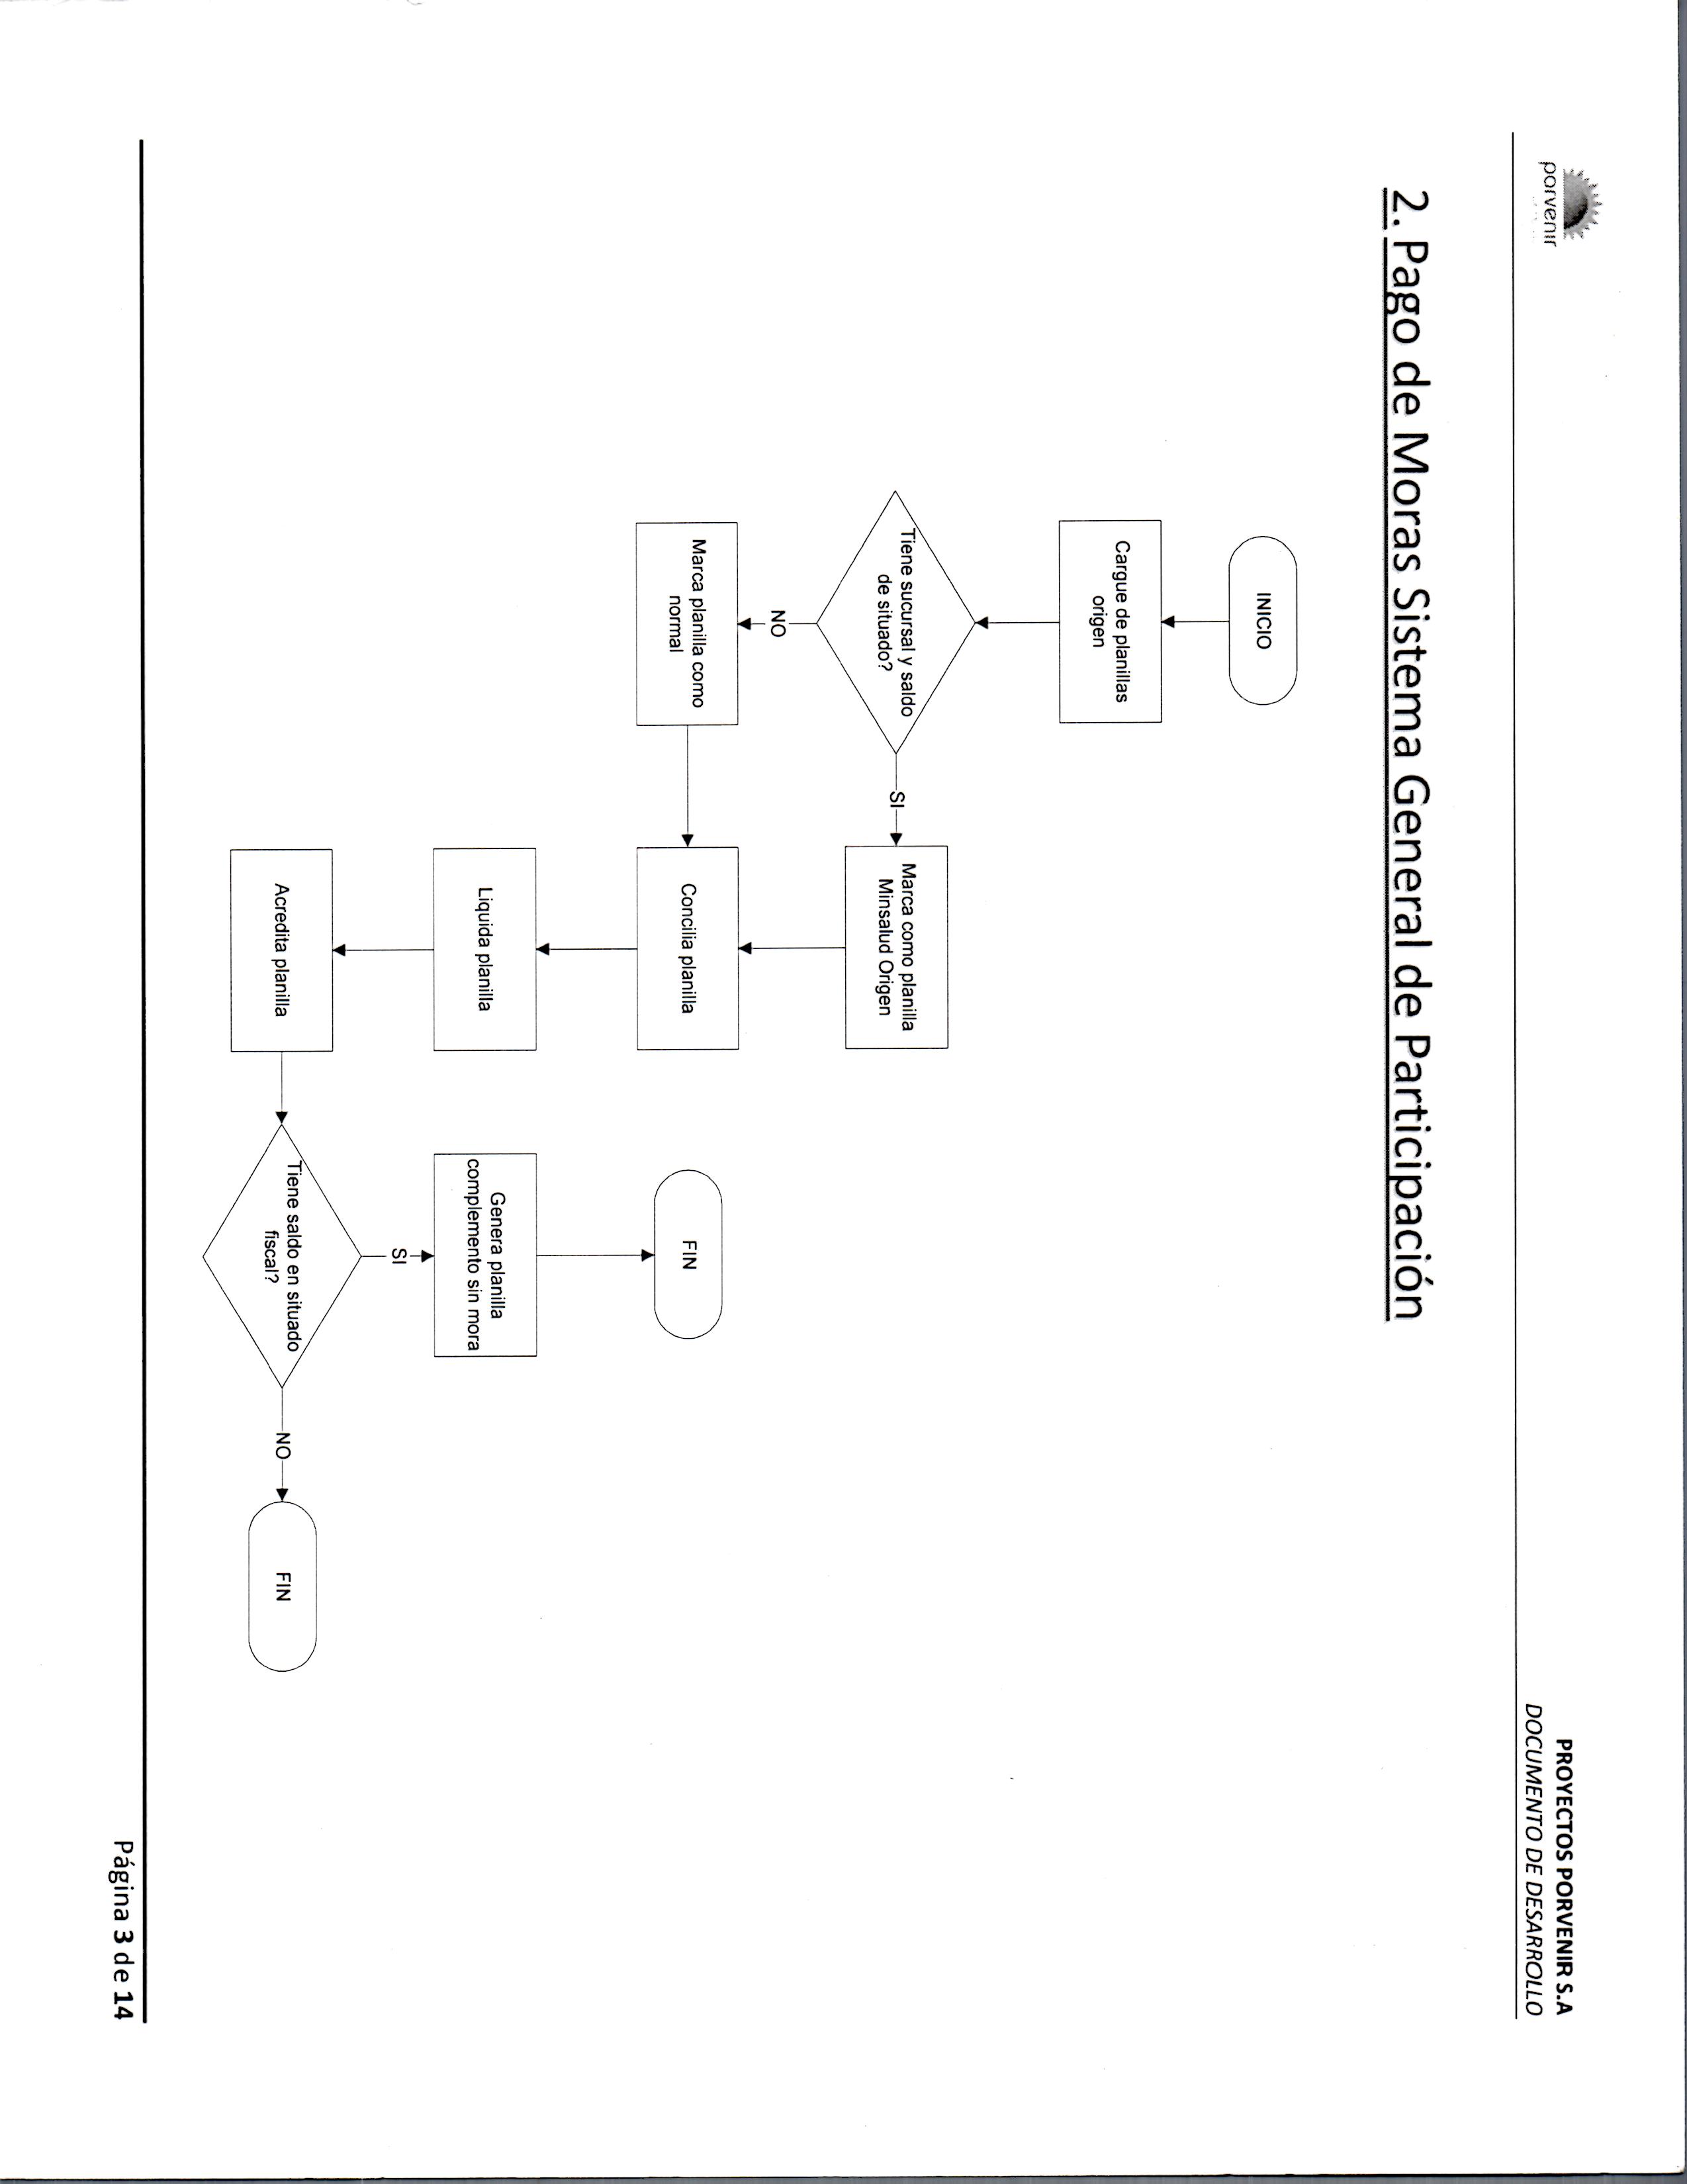 porvenir
PROYECTOS PORVENIR S.A
DOCUMENTO DE DESARROLLO
2. Pago de Moras Sistema General de Participación
INICIO
Cargue de planillas
origen
Tiene sucursal y saldo
de situado?
SI
Marca como planilla
Minsalud Origen
NO
Marca planilla como
normal
Concilia planilla
FIN
Liquida planilla
Genera planilla
complemento sin mora
SI
Acredita planilla
Tiene saldo en situado
fiscal?
NO
FIN
Página 3 de 14